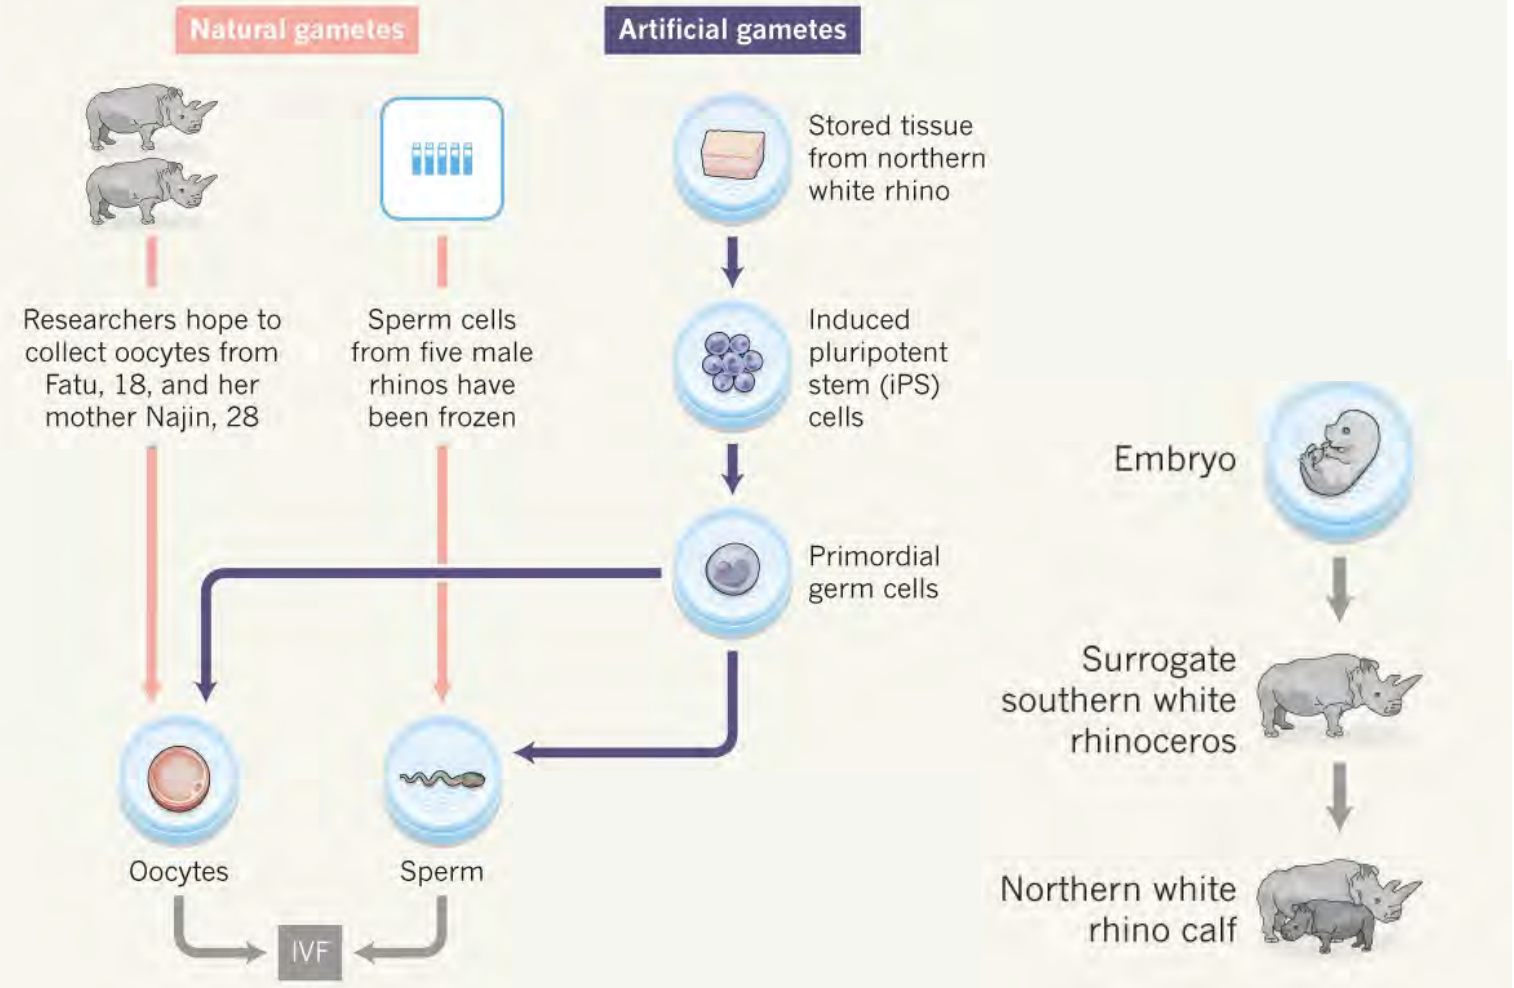 Natural gametes
Artificial gametes
Stored tissue
from northern
white rhino
Researchers hope to
collect oocytes from
Fatu, 18, and her
mother Najin, 28
Sperm cells
from five male
rhinos have
been frozen
Induced
pluripotent
stem (iPS)
cells
Primordial
germ cells
Oocytes
Sperm
IVF
Embryo
Surrogate
southern white
rhinoceros
Northern white
rhino calf